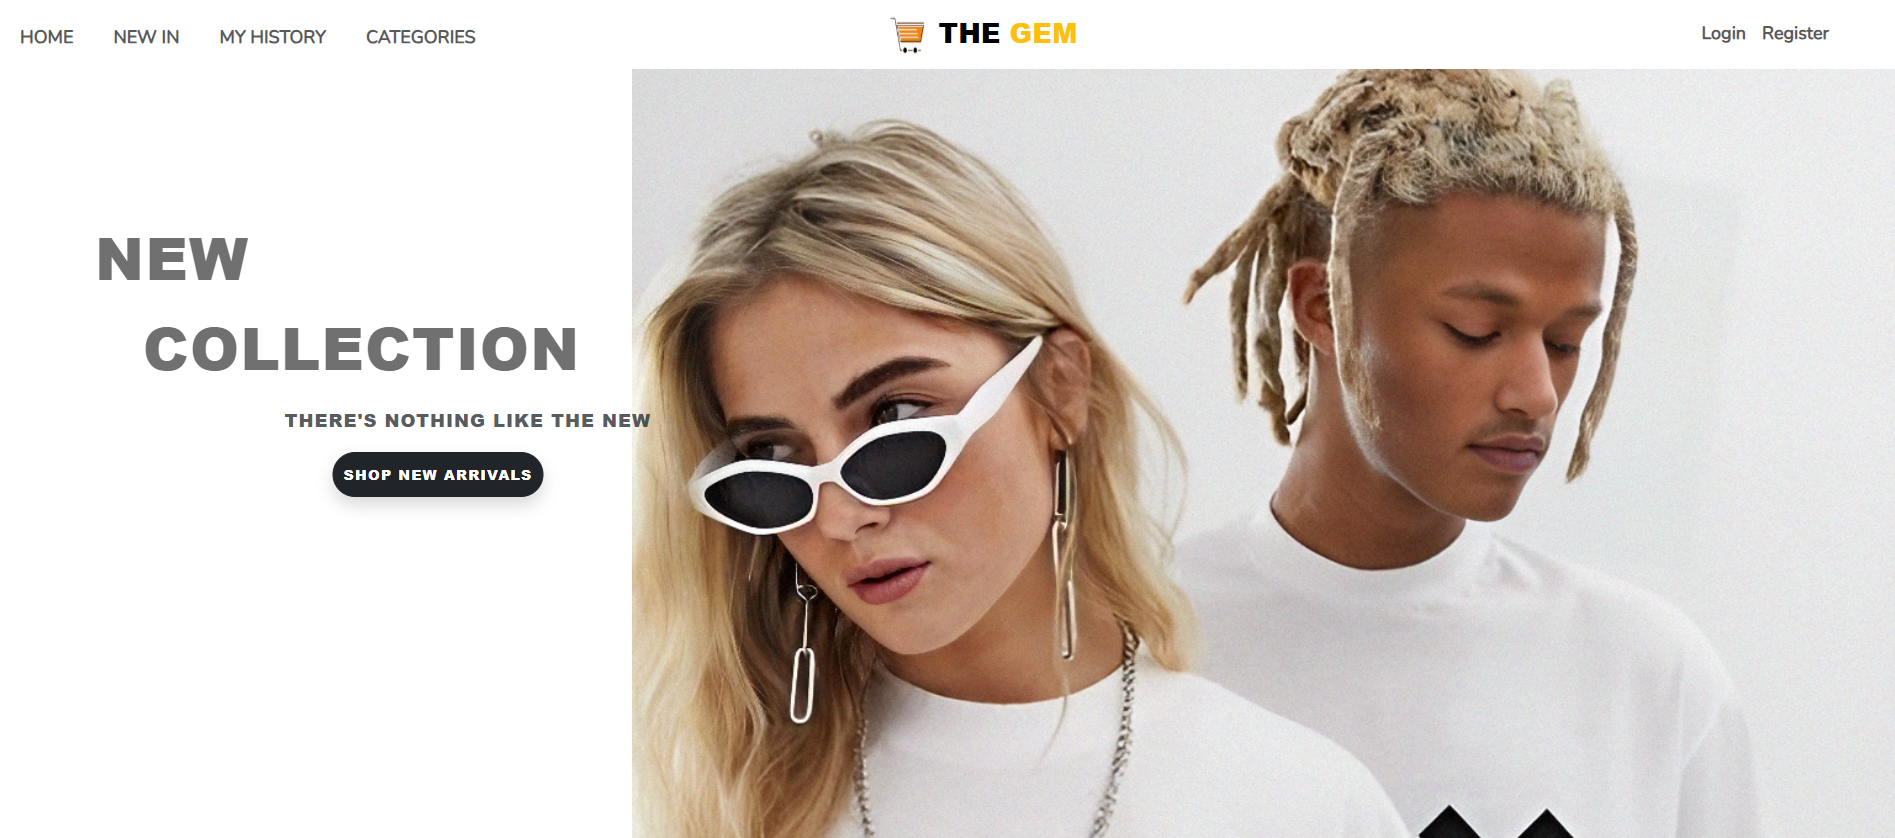 HOME NEW IN MY HISTORY CATEGORIES THE GEM Login Register
NEW
COLLECTION
THERE'S NOTHING LIKE THE NEW
SHOP NEW ARRIVALS